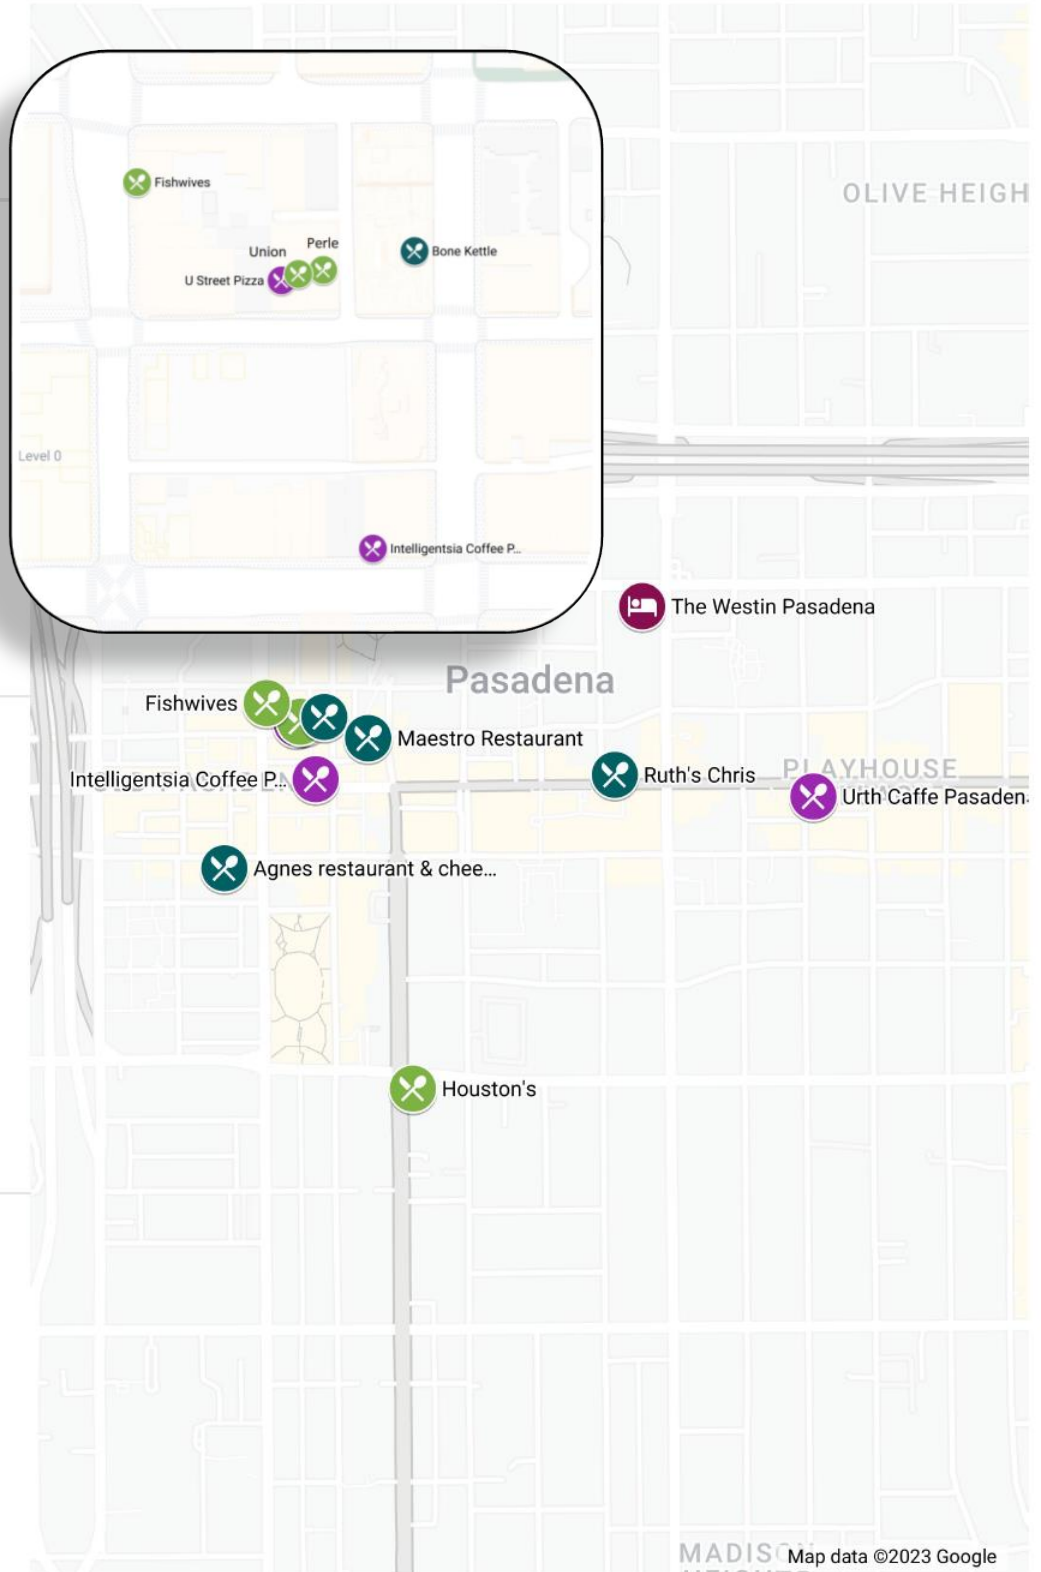 OLIVE HEIGH
Fishwives
Perle
Union
Bone Kettle
U Street Pizza
Level 0
Intelligentsia Coffee P...
The Westin Pasadena
Pasadena
Fishwives
Maestro Restaurant
PLAYHOUSE
Ruth's Chris
Intelligentsia Coffee P...
Urth Caffe Pasaden
Agnes restaurant & chee...
Houston's
Map data ©2023 Google